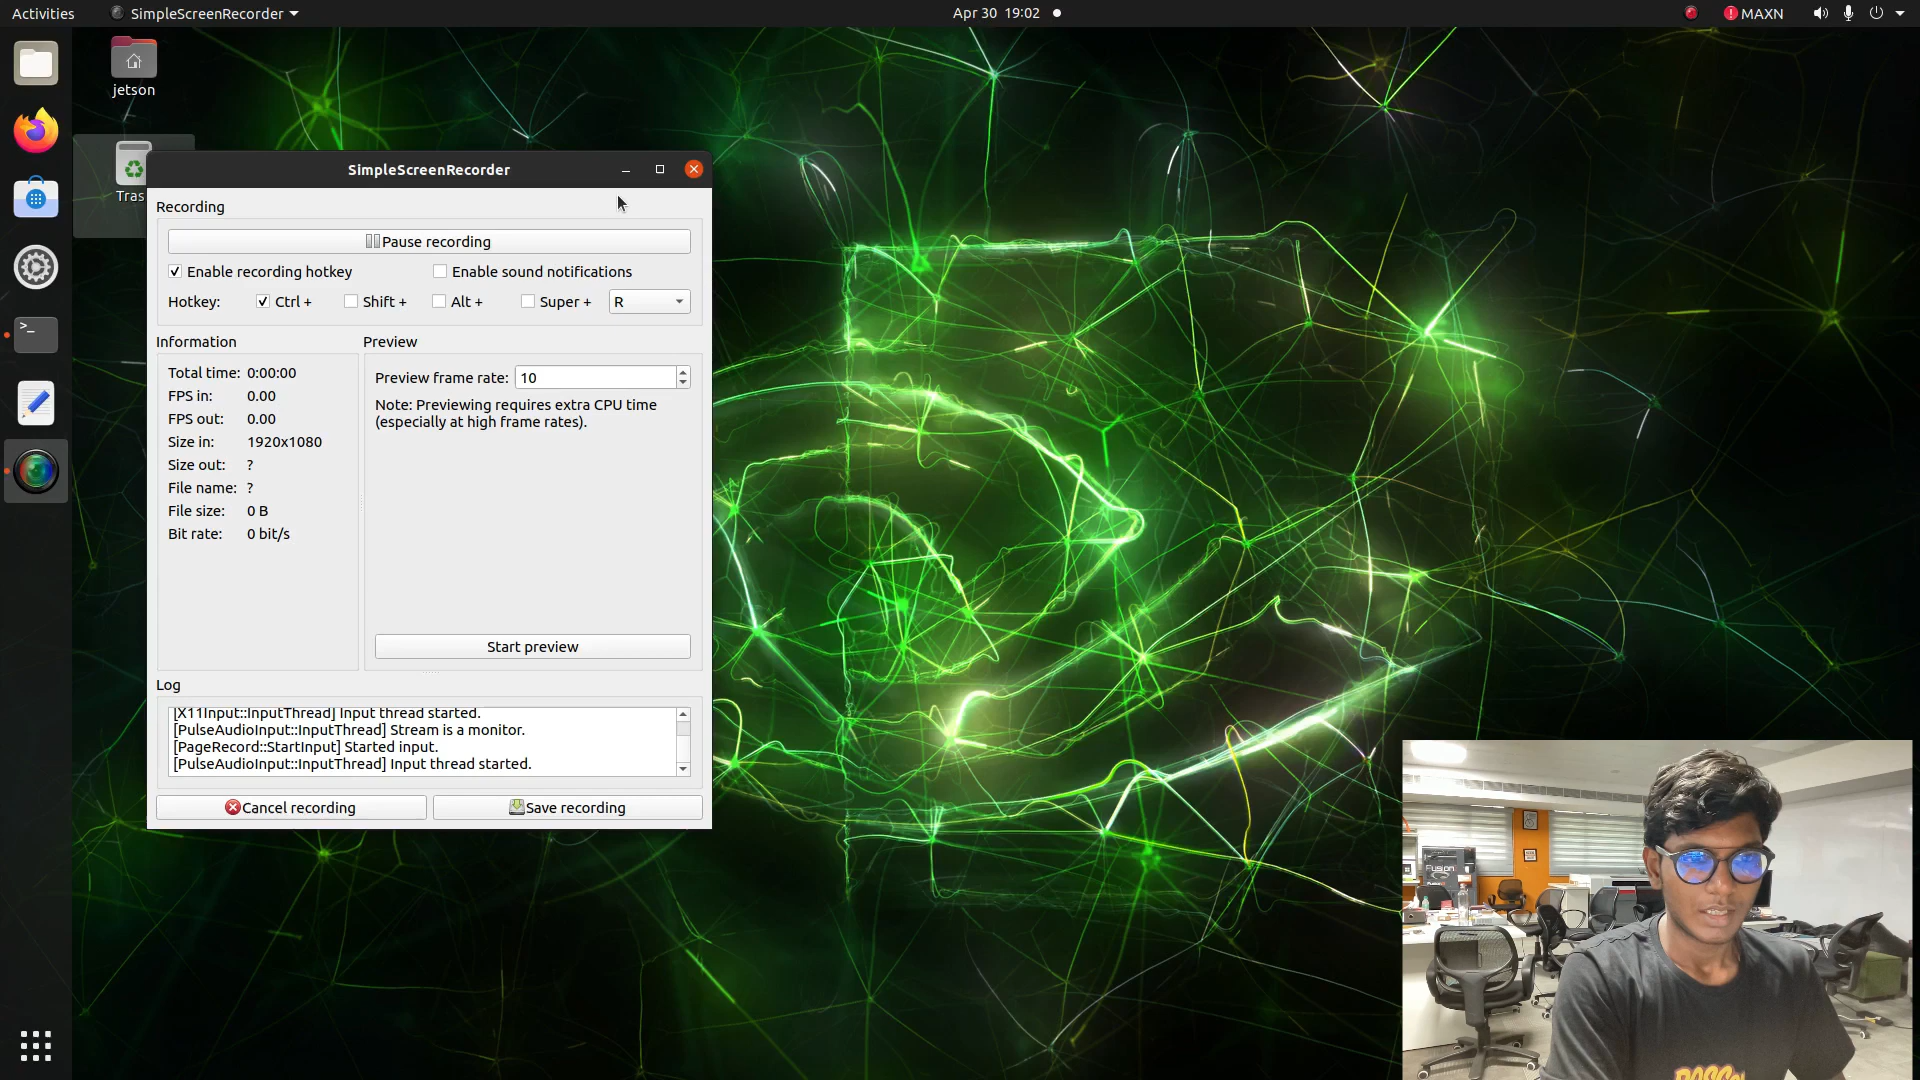 Activities
SimpleScreenRecorder
Apr 30 19:02
MAXN
jetson
Tras
SimpleScreenRecorder
Recording
Pause recording
Enable recording hotkey
Enable sound notifications
Hotkey:
Ctrl +
Shift +
Alt +
Super +
R
Information
Total time: 0:00:00
FPS in: 0.00
FPS out: 0.00
Size in: 1920x1080
Size out: ?
File name: ?
File size: 0 B
Bit rate: 0 bit/s
Preview
Preview frame rate: 10
Note: Previewing requires extra CPU time
(especially at high frame rates).
Start preview
Log
[X11Input::InputThread] Input thread started.
[PulseAudioInput::InputThread] Stream is a monitor.
[PageRecord::StartInput] Started input.
[PulseAudioInput::InputThread] Input thread started.
Cancel recording
Save recording
Fusion